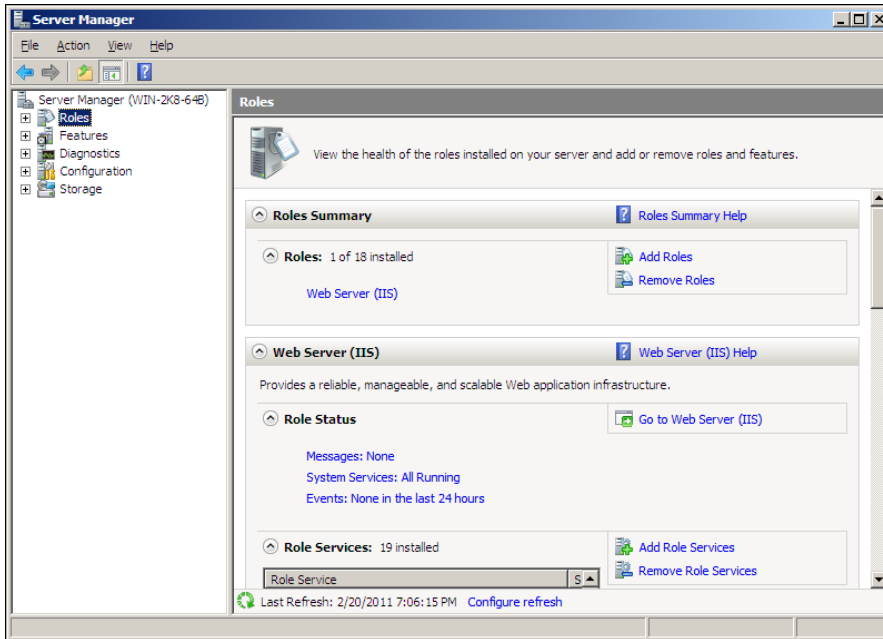 Server Manager
File Action View Help
Server Manager (WIN-2K8-64B)
Roles
Features
Diagnostics
Configuration
Storage
Roles
View the health of the roles installed on your server and add or remove roles and features.
Roles Summary
Roles Summary Help
Roles: 1 of 18 installed
Add Roles
Remove Roles
Web Server (IIS)
Web Server (IIS)
Web Server (IIS) Help
Provides a reliable, manageable, and scalable Web application infrastructure.
Role Status
Go to Web Server (IIS)
Messages: None
System Services: All Running
Events: None in the last 24 hours
Role Services: 19 installed
Add Role Services
Remove Role Services
Role Service S
Last Refresh: 2/20/2011 7:06:15 PM Configure refresh